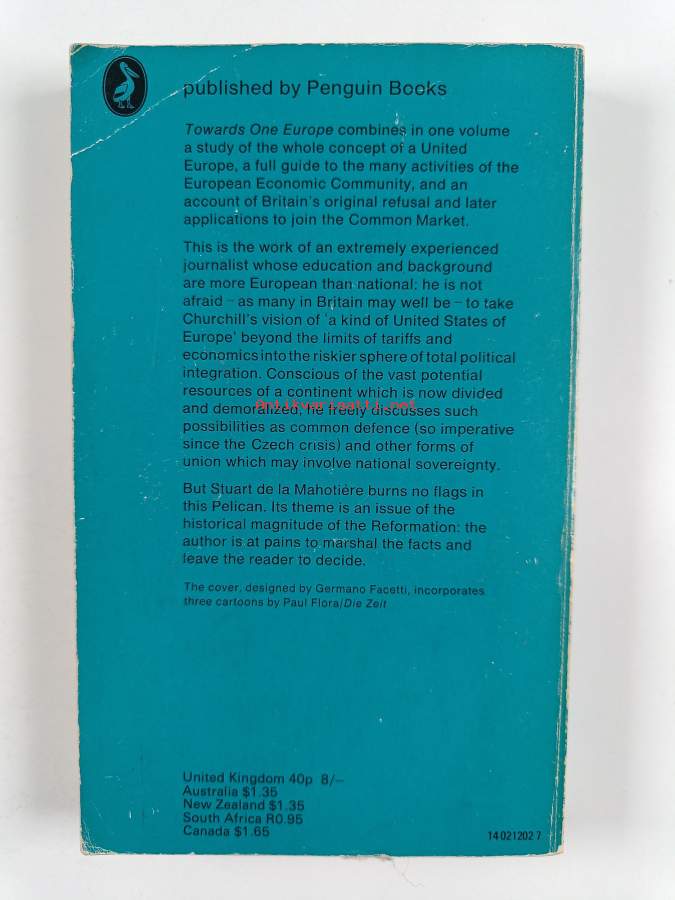 published by Penguin Books
Towards One Europe combines in one volume
a study of the whole concept of a United
Europe, a full guide to the many activities of the
European Economic Community, and an
account of Britain's original refusal and later
applications to join the Common Market.
This is the work of an extremely experienced
journalist whose education and background
are more European than national: he is not
afraid – as many in Britain may well be – to take
Churchill's vision of 'a kind of United States of
Europe' beyond the limits of tariffs and
economics into the riskier sphere of total political
integration. Conscious of the vast potential
resources of a continent which is now divided
Antikvariaatti.net
and demoralized, he freely discusses such
possibilities as common defence (so imperative
since the Czech crisis) and other forms of
union which may involve national sovereignty.
But Stuart de la Mahotière burns no flags in
this Pelican. Its theme is an issue of the
historical magnitude of the Reformation: the
author is at pains to marshal the facts and
leave the reader to decide.
The cover, designed by Germano Facetti, incorporates
three cartoons by Paul Flora/Die Zeit
United Kingdom 40p 8/–
Australia $1.35
New Zealand $1.35
South Africa R0.95
Canada $1.65
14 021202 7